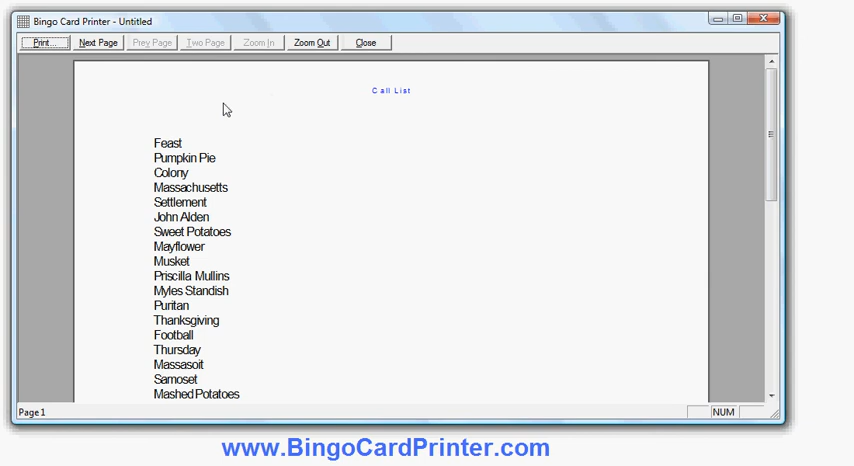 Bingo Card Printer - Untitled
Print... Next Page Prev Page Two Page Zoom In Zoom Out Close
Call List
Feast
Pumpkin Pie
Colony
Massachusetts
Settlement
John Alden
Sweet Potatoes
Mayflower
Musket
Priscilla Mullins
Myles Standish
Puritan
Thanksgiving
Football
Thursday
Massasoit
Samoset
Mashed Potatoes
Page 1 NUM
www.BingoCardPrinter.com